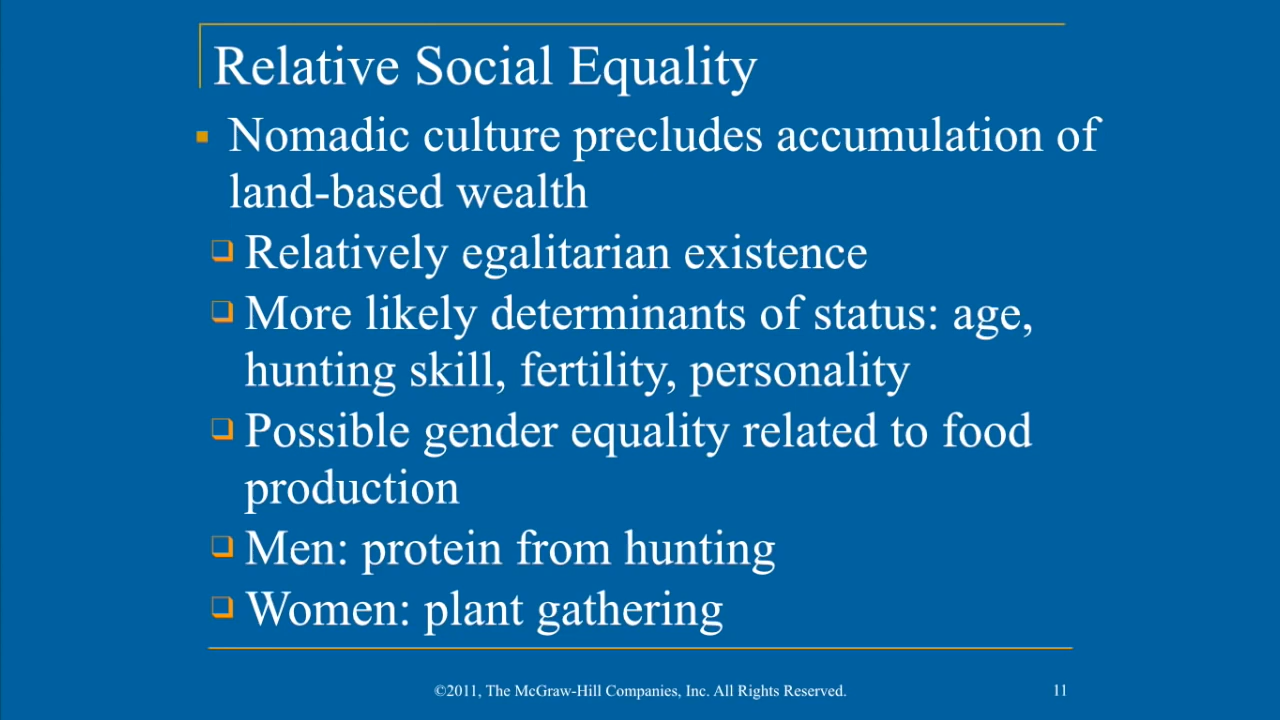 Relative Social Equality
Nomadic culture precludes accumulation of
land-based wealth
Relatively egalitarian existence
More likely determinants of status: age,
hunting skill, fertility, personality
Possible gender equality related to food
production
Men: protein from hunting
Women: plant gathering
©2011, The McGraw-Hill Companies, Inc. All Rights Reserved.
11